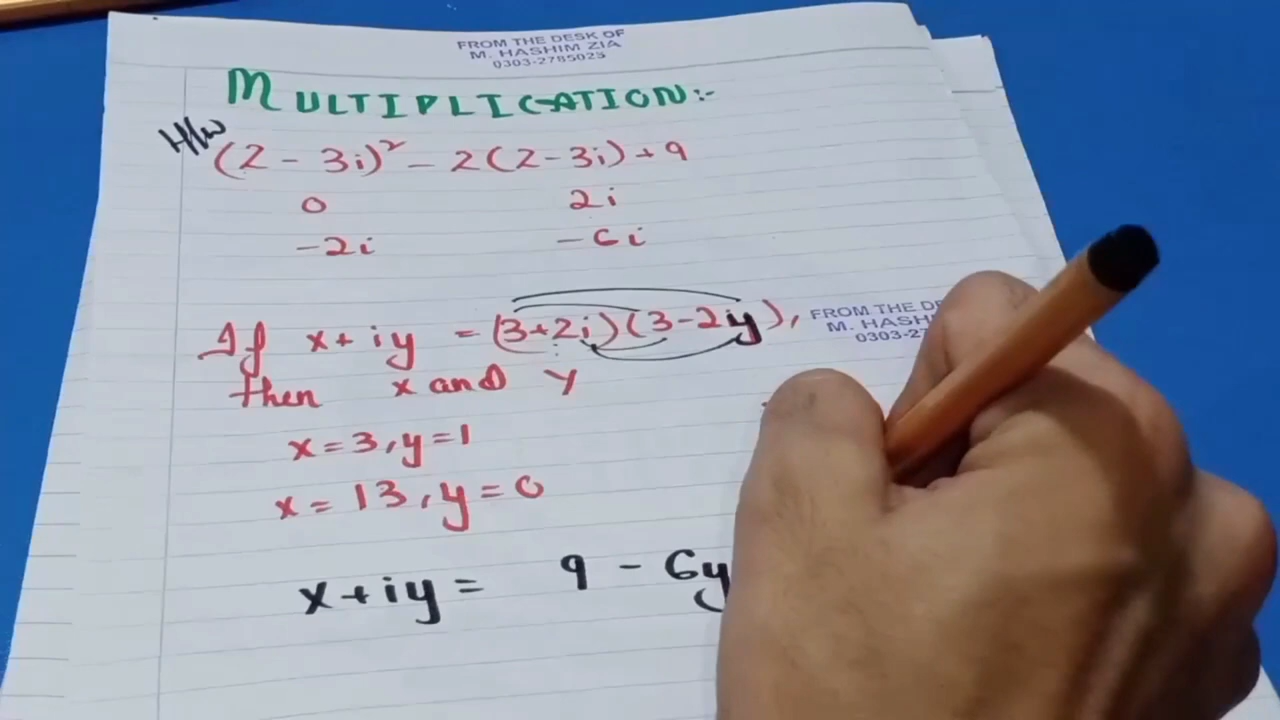 FROM THE DESK OF
M. HASHIM ZIA
0303-2785023
MULTIPLICATION:-
H/W
(2 - 3i)² - 2(2-3i)+9
0 2i
-2i -6i
If x+iy = (3+2i)(3-2y),
then x and y
FROM THE DE
M. HASH
0303-27
x=3,y=1
x=13,y=0
x+iy= 9 - 6y